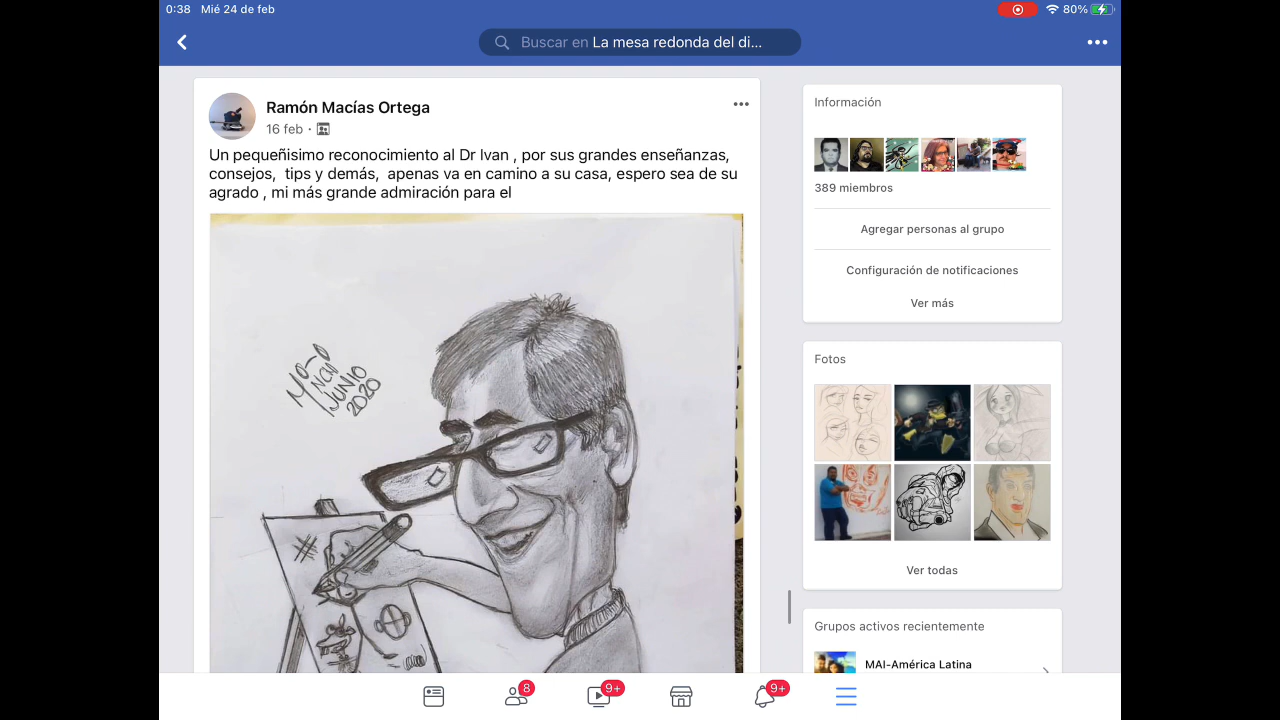 0:38 Mié 24 de feb
80%
Buscar en La mesa redonda del di...
Ramón Macías Ortega
16 feb ·
Un pequeñisimo reconocimiento al Dr Ivan , por sus grandes enseñanzas,
consejos, tips y demás, apenas va en camino a su casa, espero sea de su
agrado , mi más grande admiración para el
JUNIO
2020
Información
389 miembros
Agregar personas al grupo
Configuración de notificaciones
Ver más
Fotos
Ver todas
Grupos activos recientemente
MAI-América Latina
8
9+
9+